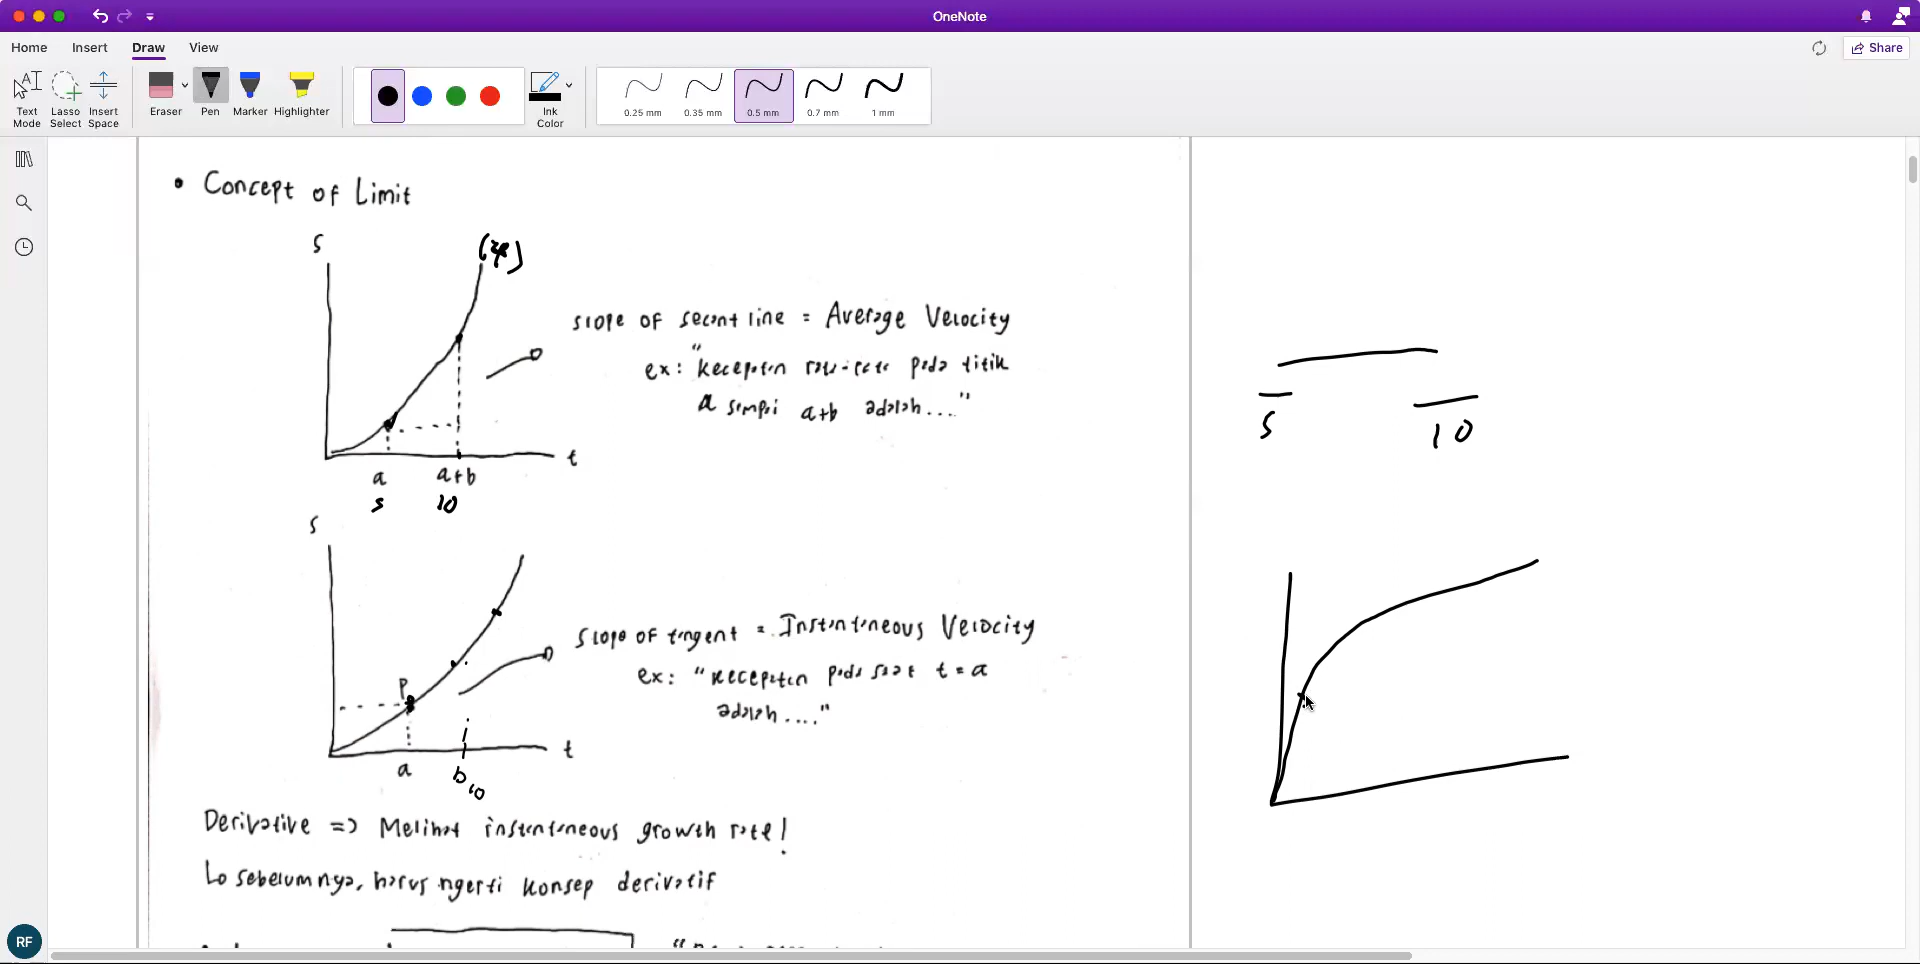 OneNote
Home Insert Draw View
Share
Text Mode
Lasso Select
Insert Space
Eraser
Pen
Marker
Highlighter
Ink Color
0.25 mm
0.35 mm
0.5 mm
0.7 mm
1 mm
• Concept of Limit
S
slope of secant line = Average Velocity
ex: "kecepatan rata-rata pada titik
a sampai a+b adalah ...."
t
a a+b
5 10
S
slope of tangent = Instantaneous Velocity
ex: "kecepatan pada saat t = a
adalah ...."
P
t
a b
10
Derivative => Melihat instantaneous growth rate!
Lo sebelumnya, harus ngerti konsep derivatif
5 10
RF